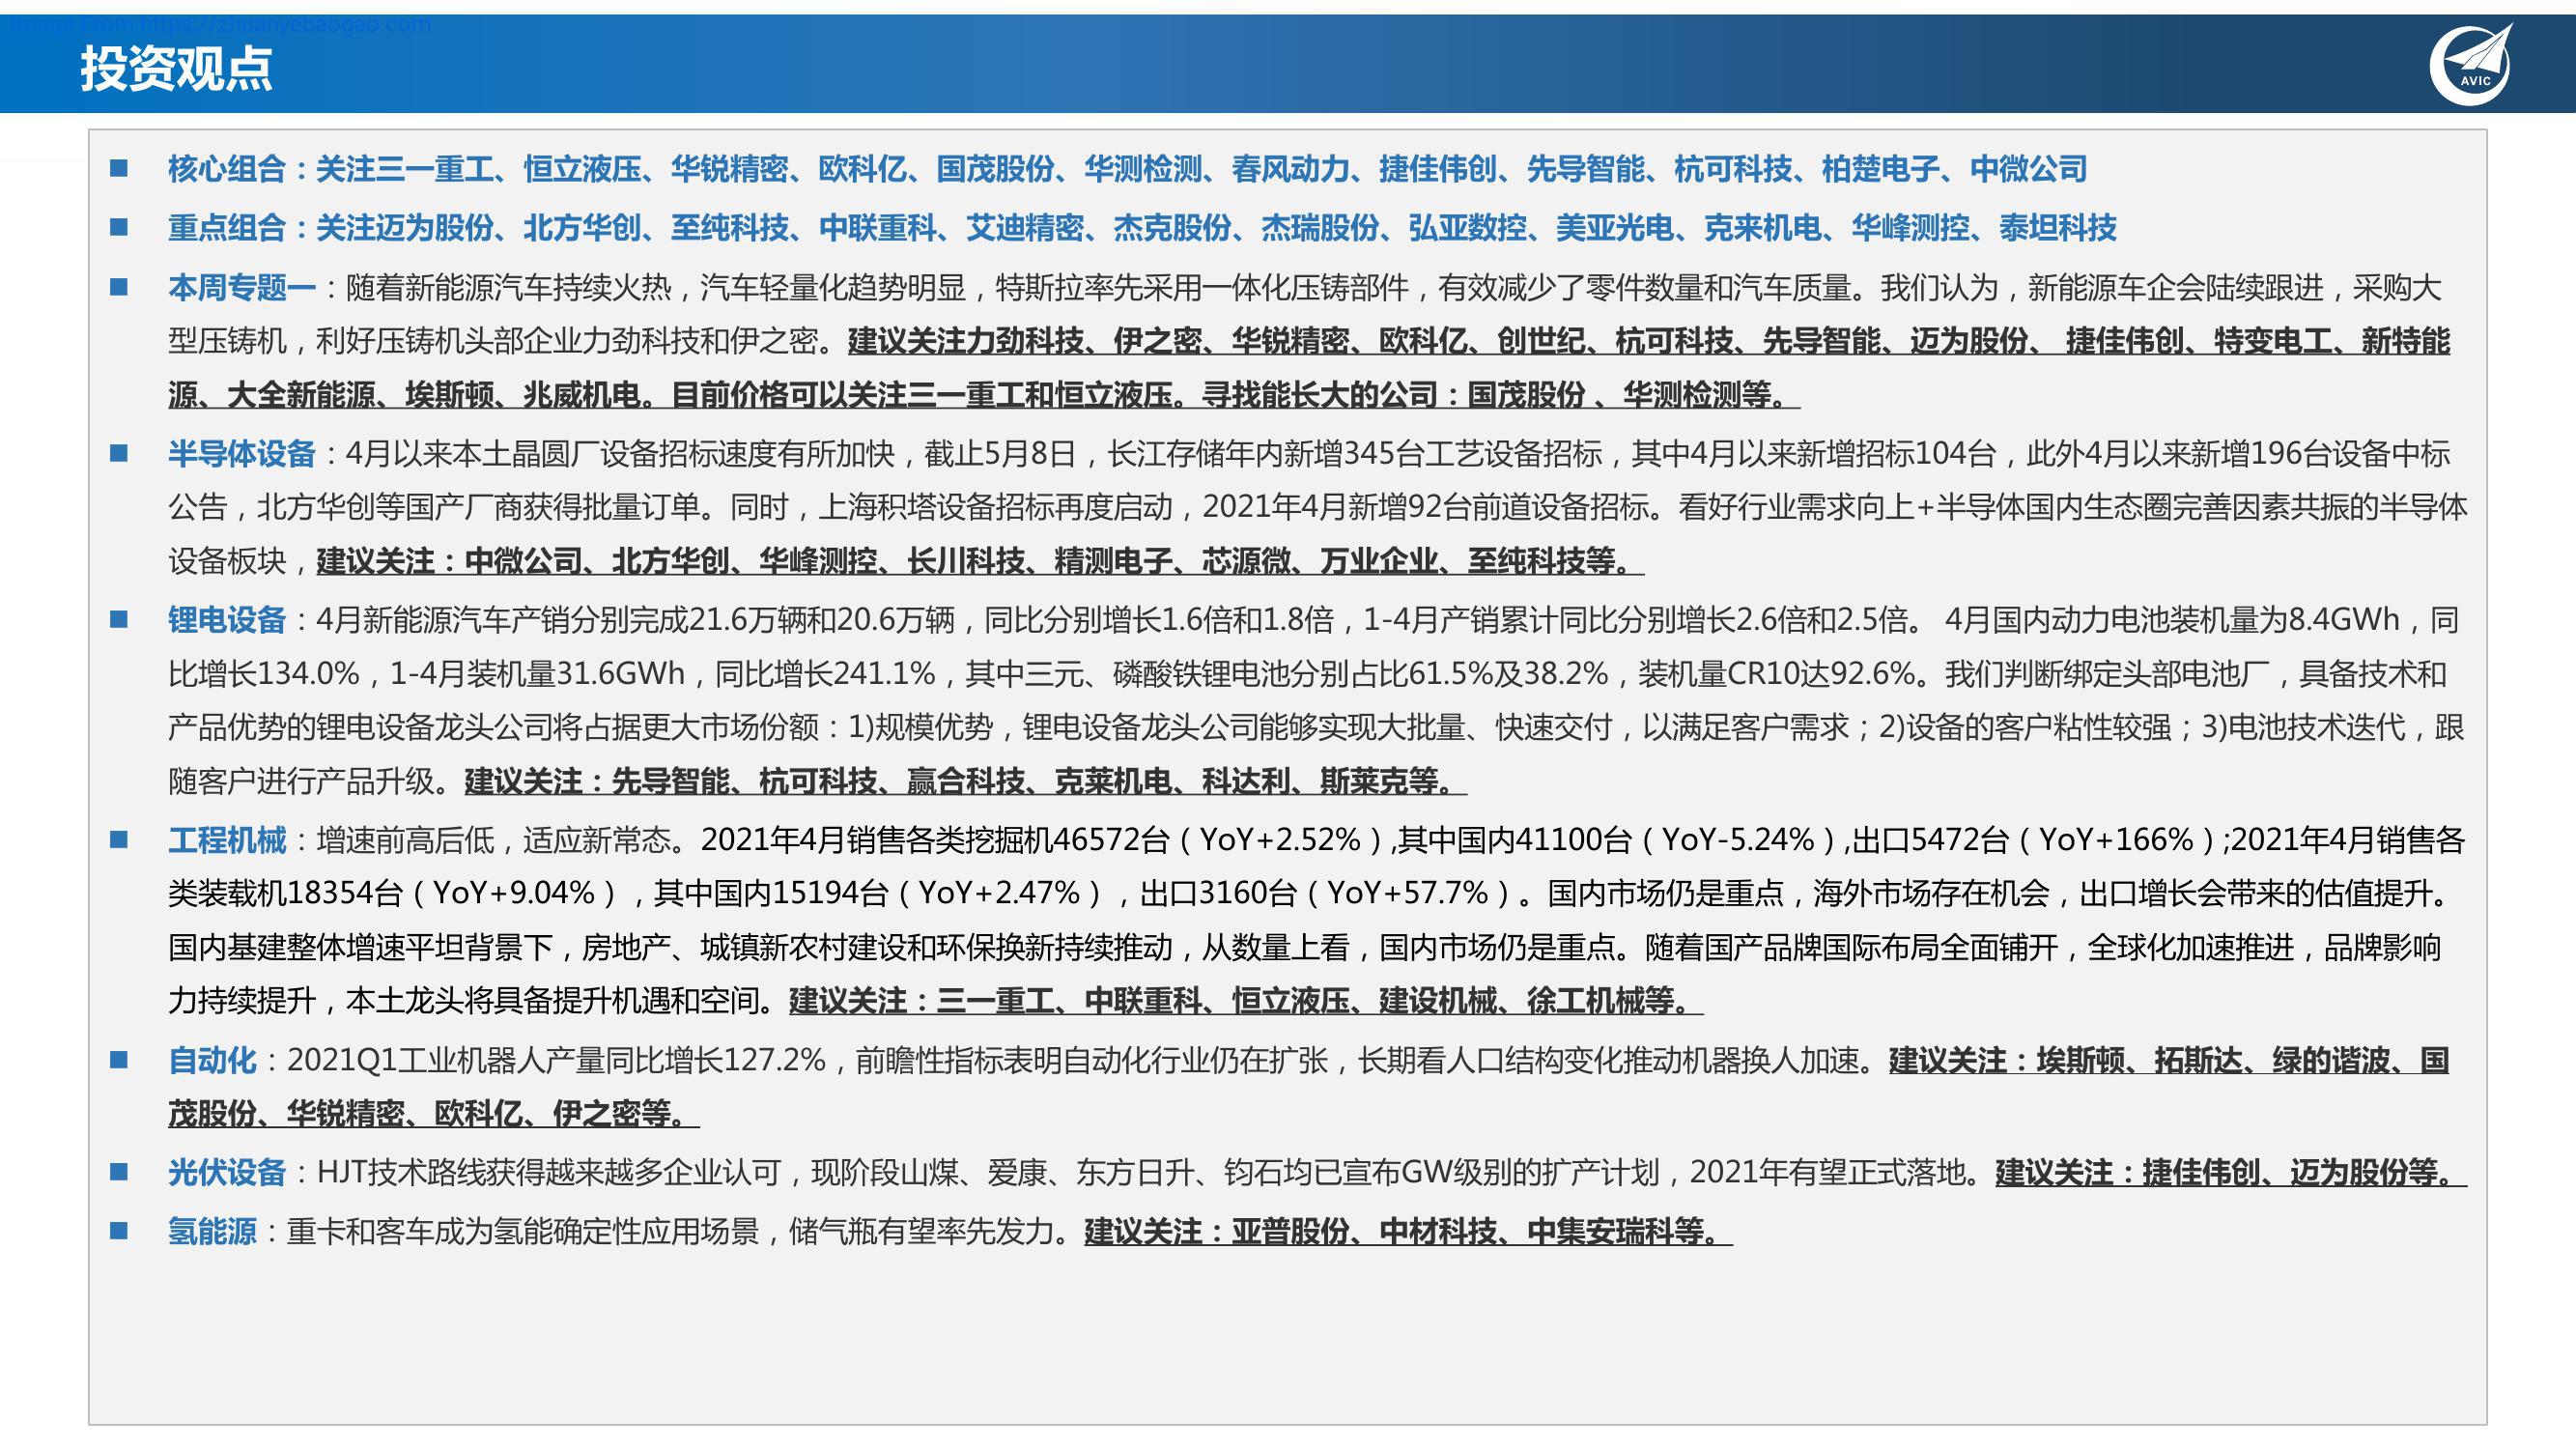 Image From:https://zhuanyebaogao.com
投资观点
AVIC
■ 核心组合：关注三一重工、恒立液压、华锐精密、欧科亿、国茂股份、华测检测、春风动力、捷佳伟创、先导智能、杭可科技、柏楚电子、中微公司
■ 重点组合：关注迈为股份、北方华创、至纯科技、中联重科、艾迪精密、杰克股份、杰瑞股份、弘亚数控、美亚光电、克来机电、华峰测控、泰坦科技
■ 本周专题一：随着新能源汽车持续火热，汽车轻量化趋势明显，特斯拉率先采用一体化压铸部件，有效减少了零件数量和汽车质量。我们认为，新能源车企会陆续跟进，采购大
型压铸机，利好压铸机头部企业力劲科技和伊之密。建议关注力劲科技、伊之密、华锐精密、欧科亿、创世纪、杭可科技、先导智能、迈为股份、 捷佳伟创、特变电工、新特能
源、大全新能源、埃斯顿、兆威机电。目前价格可以关注三一重工和恒立液压。寻找能长大的公司：国茂股份 、华测检测等。
■ 半导体设备：4月以来本土晶圆厂设备招标速度有所加快，截止5月8日，长江存储年内新增345台工艺设备招标，其中4月以来新增招标104台，此外4月以来新增196台设备中标
公告，北方华创等国产厂商获得批量订单。同时，上海积塔设备招标再度启动，2021年4月新增92台前道设备招标。看好行业需求向上+半导体国内生态圈完善因素共振的半导体
设备板块，建议关注：中微公司、北方华创、华峰测控、长川科技、精测电子、芯源微、万业企业、至纯科技等。
■ 锂电设备：4月新能源汽车产销分别完成21.6万辆和20.6万辆，同比分别增长1.6倍和1.8倍，1-4月产销累计同比分别增长2.6倍和2.5倍。 4月国内动力电池装机量为8.4GWh，同
比增长134.0%，1-4月装机量31.6GWh，同比增长241.1%，其中三元、磷酸铁锂电池分别占比61.5%及38.2%，装机量CR10达92.6%。我们判断绑定头部电池厂，具备技术和
产品优势的锂电设备龙头公司将占据更大市场份额：1)规模优势，锂电设备龙头公司能够实现大批量、快速交付，以满足客户需求；2)设备的客户粘性较强；3)电池技术迭代，跟
随客户进行产品升级。建议关注：先导智能、杭可科技、赢合科技、克莱机电、科达利、斯莱克等。
■ 工程机械：增速前高后低，适应新常态。2021年4月销售各类挖掘机46572台（YoY+2.52%）,其中国内41100台（YoY-5.24%）,出口5472台（YoY+166%）;2021年4月销售各
类装载机18354台（YoY+9.04%），其中国内15194台（YoY+2.47%），出口3160台（YoY+57.7%）。国内市场仍是重点，海外市场存在机会，出口增长会带来的估值提升。
国内基建整体增速平坦背景下，房地产、城镇新农村建设和环保换新持续推动，从数量上看，国内市场仍是重点。随着国产品牌国际布局全面铺开，全球化加速推进，品牌影响
力持续提升，本土龙头将具备提升机遇和空间。建议关注：三一重工、中联重科、恒立液压、建设机械、徐工机械等。
■ 自动化：2021Q1工业机器人产量同比增长127.2%，前瞻性指标表明自动化行业仍在扩张，长期看人口结构变化推动机器换人加速。建议关注：埃斯顿、拓斯达、绿的谐波、国
茂股份、华锐精密、欧科亿、伊之密等。
■ 光伏设备：HJT技术路线获得越来越多企业认可，现阶段山煤、爱康、东方日升、钧石均已宣布GW级别的扩产计划，2021年有望正式落地。建议关注：捷佳伟创、迈为股份等。
■ 氢能源：重卡和客车成为氢能确定性应用场景，储气瓶有望率先发力。建议关注：亚普股份、中材科技、中集安瑞科等。